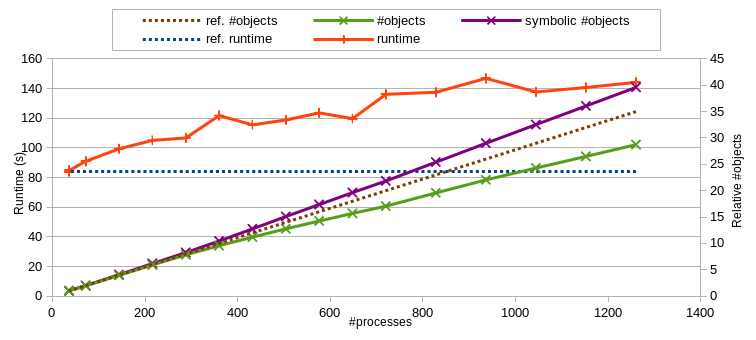 ref. #objects #objects symbolic #objects
ref. runtime runtime
160 45
140 40
120 35
100 30
80 25
60 20
40 15
20 10
0 5
0
Runtime (s)
Relative #objects
0 200 400 600 800 1000 1200 1400
#processes